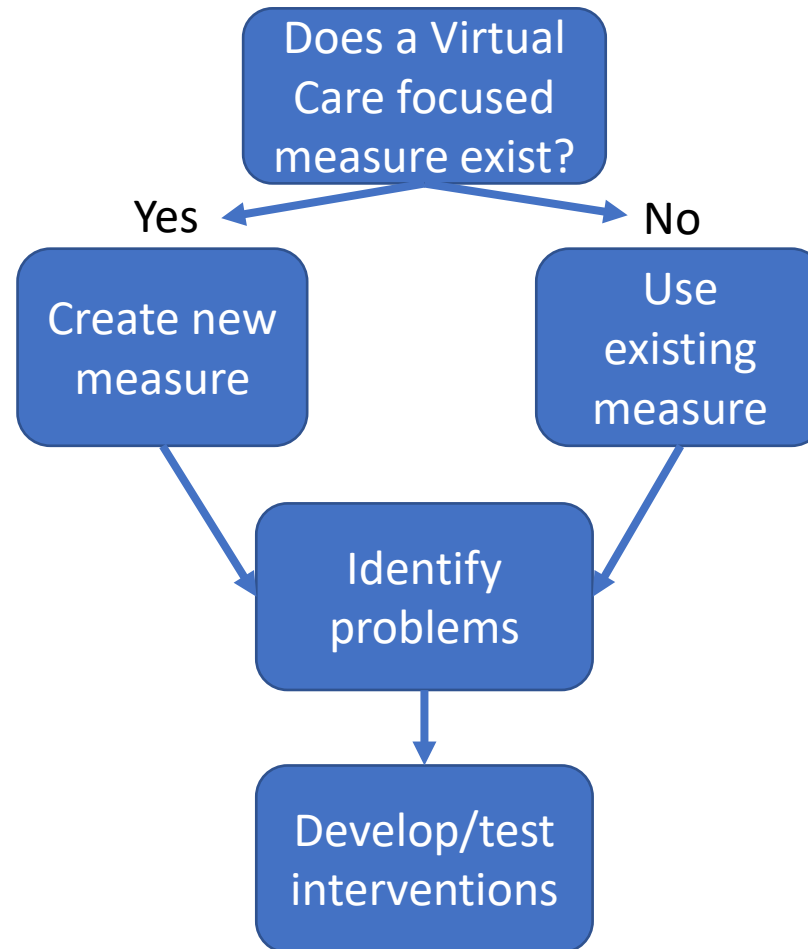 Does a Virtual
Care focused
measure exist?
Yes
No
Create new
measure
Use
existing
measure
Identify
problems
Develop/test
interventions